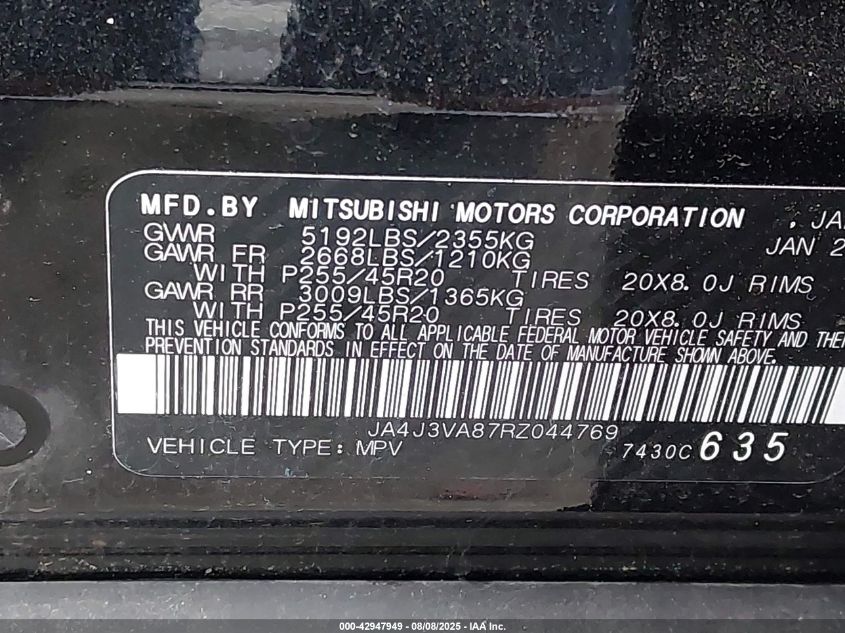 MFD.BY MITSUBISHI MOTORS CORPORATION
GVWR 5192LBS/2355KG JAN 2
GAWR FR 2668LBS/1210KG
WITH P255/45R20 TIRES 20X8.0J RIMS
GAWR RR 3009LBS/1365KG
WITH P255/45R20 TIRES 20X8.0J RIMS
THIS VEHICLE CONFORMS TO ALL APPLICABLE FEDERAL MOTOR VEHICLE SAFETY AND
PREVENTION STANDARDS IN EFFECT ON THE DATE OF MANUFACTURE SHOWN ABOVE.
JA4J3VA87RZ044769
VEHICLE TYPE: MPV 7430C 635
000-42947949 - 08/08/2025 - IAA Inc.